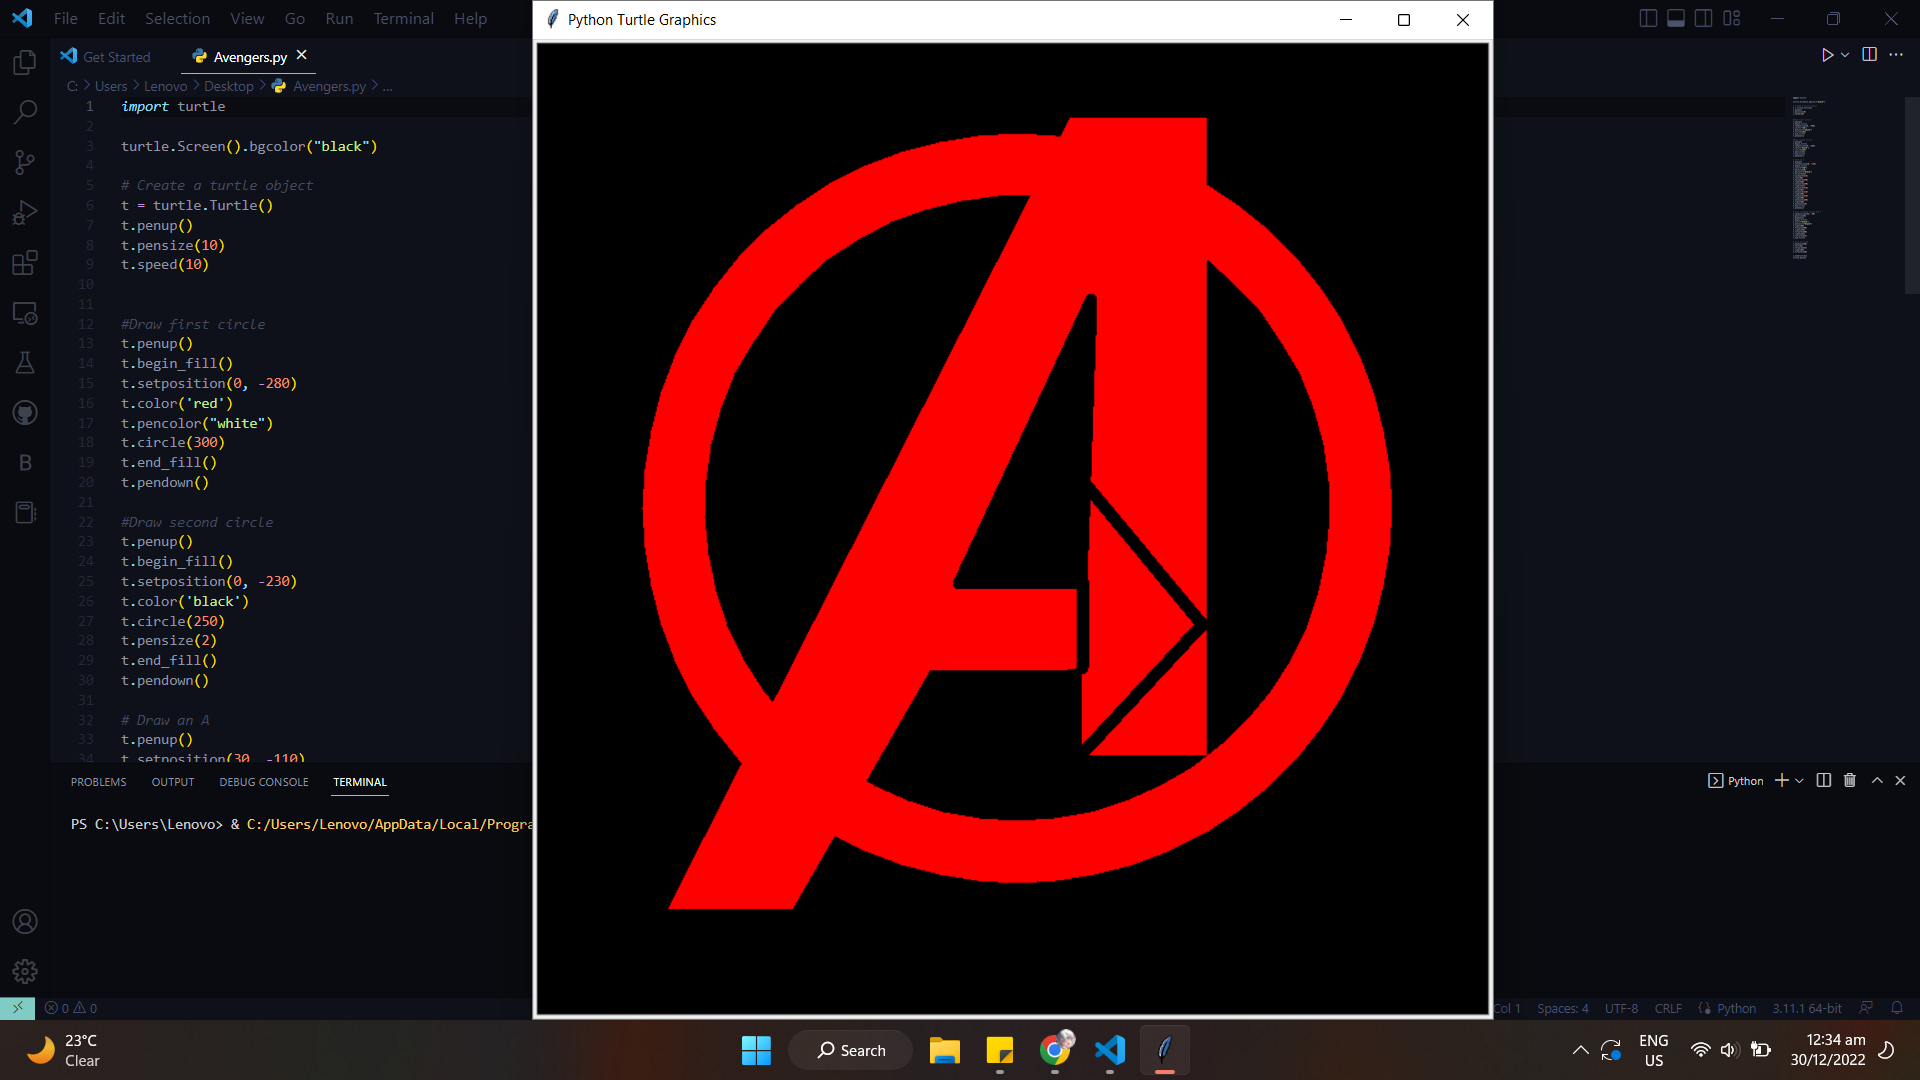 File Edit Selection View Go Run Terminal Help
Python Turtle Graphics
Get Started
Avengers.py
C: > Users > Lenovo > Desktop > Avengers.py > ...
1 import turtle
2
3 turtle.Screen().bgcolor("black")
4
5 # Create a turtle object
6 t = turtle.Turtle()
7 t.penup()
8 t.pensize(10)
9 t.speed(10)
10
11
12 #Draw first circle
13 t.penup()
14 t.begin_fill()
15 t.setposition(0, -280)
16 t.color('red')
17 t.pencolor("white")
18 t.circle(300)
19 t.end_fill()
20 t.pendown()
21
22 #Draw second circle
23 t.penup()
24 t.begin_fill()
25 t.setposition(0, -230)
26 t.color('black')
27 t.circle(250)
28 t.pensize(2)
29 t.end_fill()
30 t.pendown()
31
32 # Draw an A
33 t.penup()
34 t.setposition(30, -110)
PROBLEMS OUTPUT DEBUG CONSOLE TERMINAL
Python
PS C:\Users\Lenovo> & C:/Users/Lenovo/AppData/Local/Progra
0 0
Col 1 Spaces: 4 UTF-8 CRLF Python 3.11.1 64-bit
23°C
Clear
Search
ENG
US
12:34 am
30/12/2022